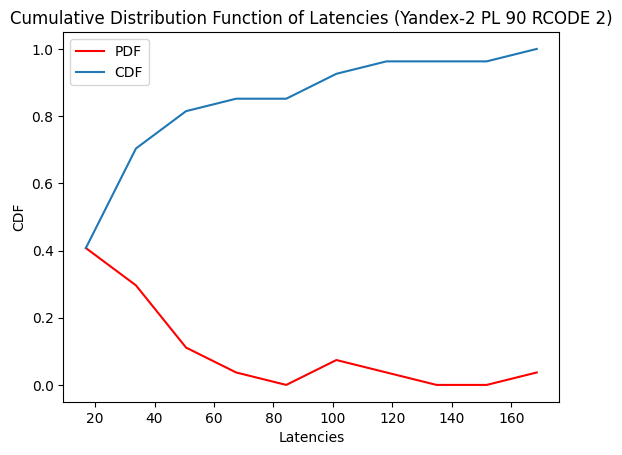 Cumulative Distribution Function of Latencies (Yandex-2 PL 90 RCODE 2)
PDF
CDF
1.0
0.8
0.6
0.4
0.2
0.0
CDF
20 40 60 80 100 120 140 160
Latencies